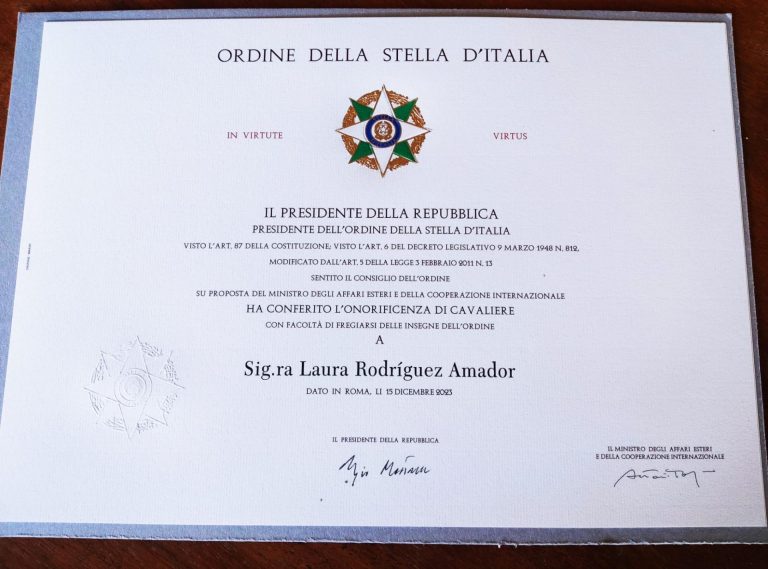 ORDINE DELLA STELLA D'ITALIA
IN VIRTUTE VIRTUS
IL PRESIDENTE DELLA REPUBBLICA
PRESIDENTE DELL'ORDINE DELLA STELLA D'ITALIA
VISTO L'ART. 87 DELLA COSTITUZIONE; VISTO L'ART. 6 DEL DECRETO LEGISLATIVO 9 MARZO 1948 N. 812,
MODIFICATO DALL'ART. 5 DELLA LEGGE 3 FEBBRAIO 2011 N. 13
SENTITO IL CONSIGLIO DELL'ORDINE
SU PROPOSTA DEL MINISTRO DEGLI AFFARI ESTERI E DELLA COOPERAZIONE INTERNAZIONALE
HA CONFERITO L'ONORIFICENZA DI CAVALIERE
CON FACOLTÀ DI FREGIARSI DELLE INSEGNE DELL'ORDINE
A
Sig.ra Laura Rodríguez Amador
DATO IN ROMA, LI 15 DICEMBRE 2023
IL PRESIDENTE DELLA REPUBBLICA
IL MINISTRO DEGLI AFFARI ESTERI
E DELLA COOPERAZIONE INTERNAZIONALE